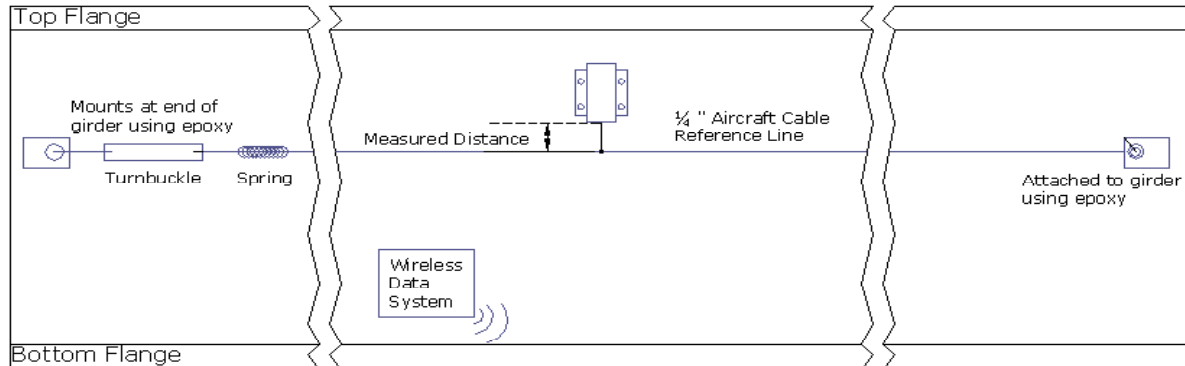 Top Flange
Mounts at end of
girder using epoxy
Turnbuckle
Spring
Measured Distance
¼ " Aircraft Cable
Reference Line
Attached to girder
using epoxy
Wireless
Data
System
Bottom Flange